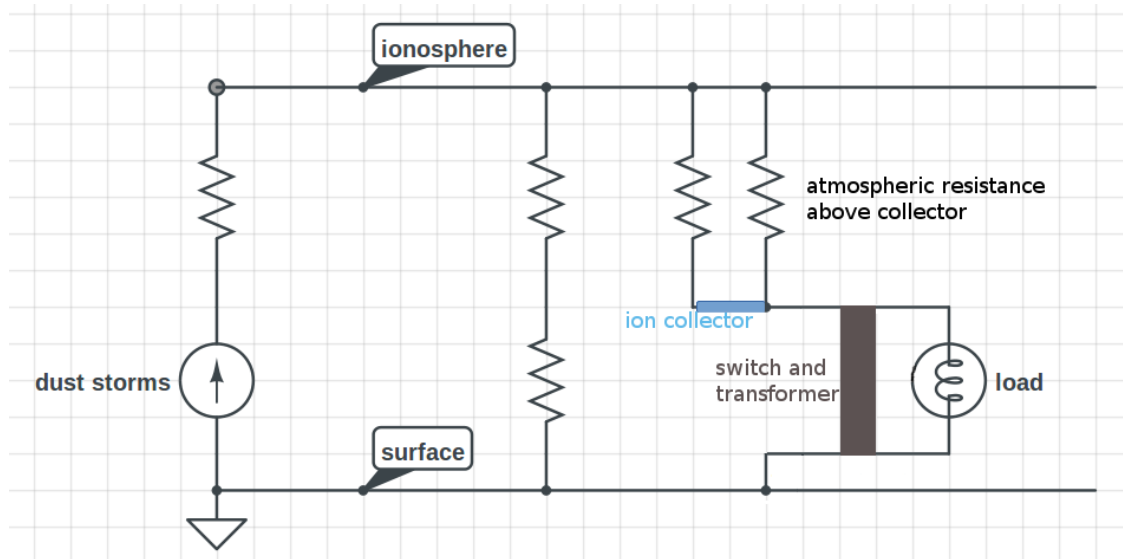 ionosphere
atmospheric resistance
above collector
ion collector
switch and
transformer
dust storms
load
surface